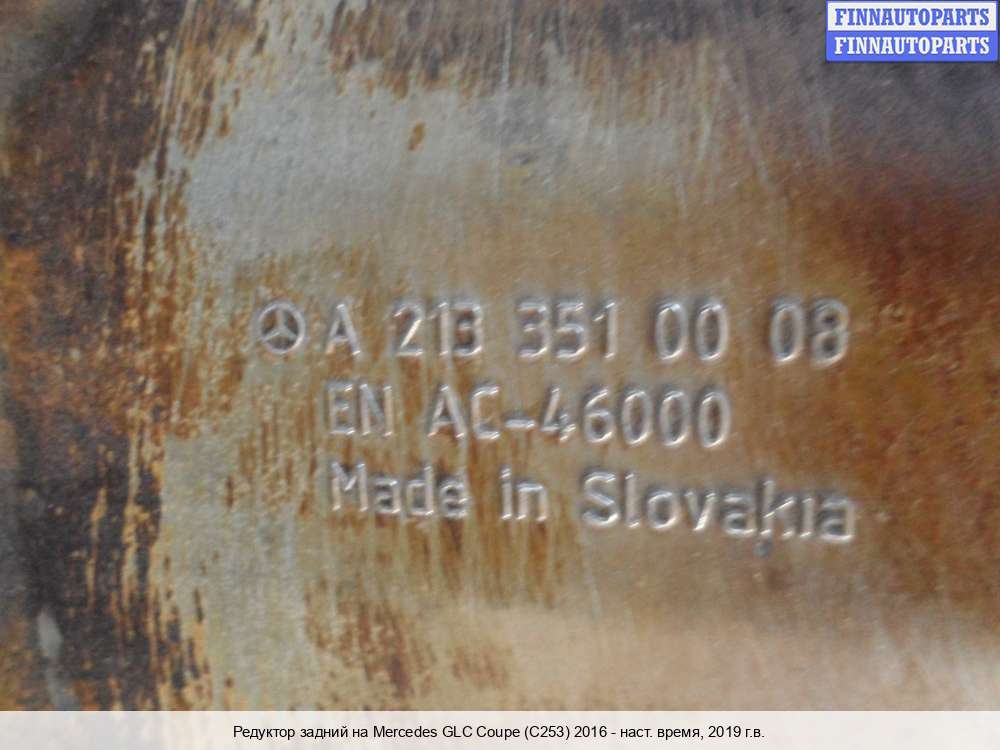 FINNAUTOPARTS
FINNAUTOPARTS
A 213 351 00 08
EN AC-46000
Made in Slovakia
Редуктор задний на Mercedes GLC Coupe (C253) 2016 - наст. время, 2019 г.в.